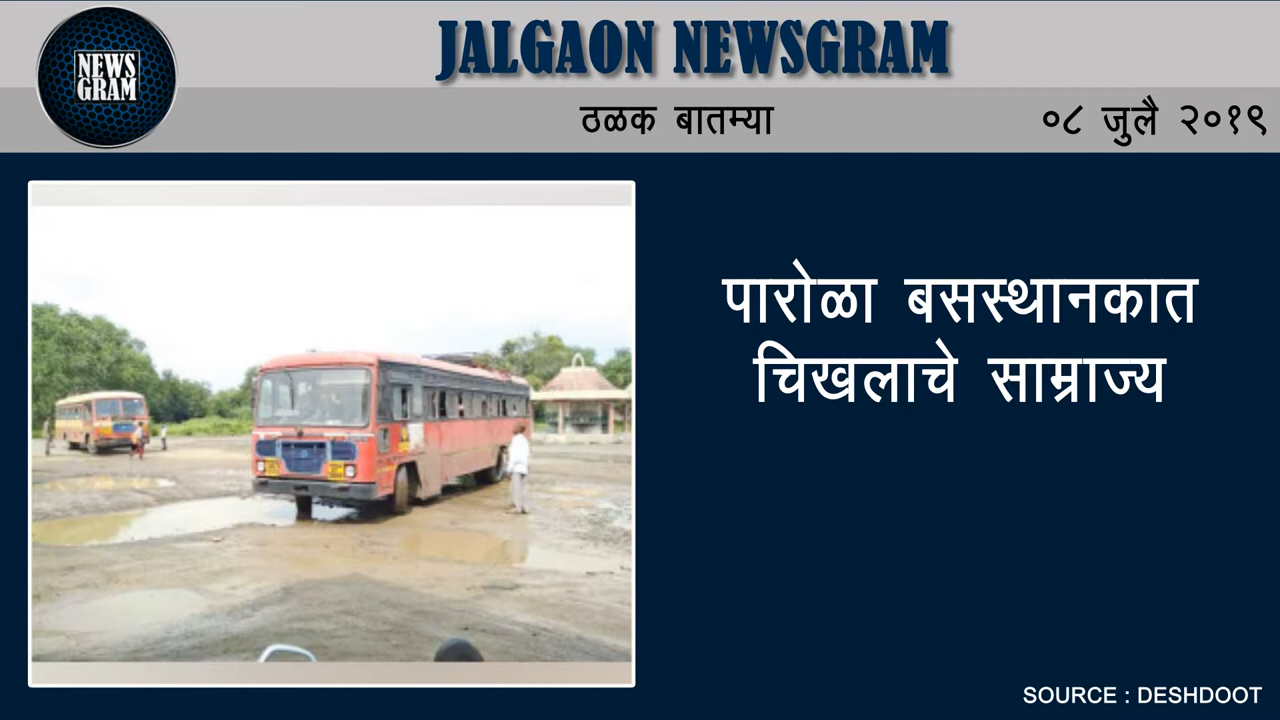 NEWS
GRAM
JALGAON NEWSGRAM
ठळक बातम्या
०८ जुलै २०१९
पारोळा बसस्थानकात
चिखलाचे साम्राज्य
SOURCE : DESHDOOT